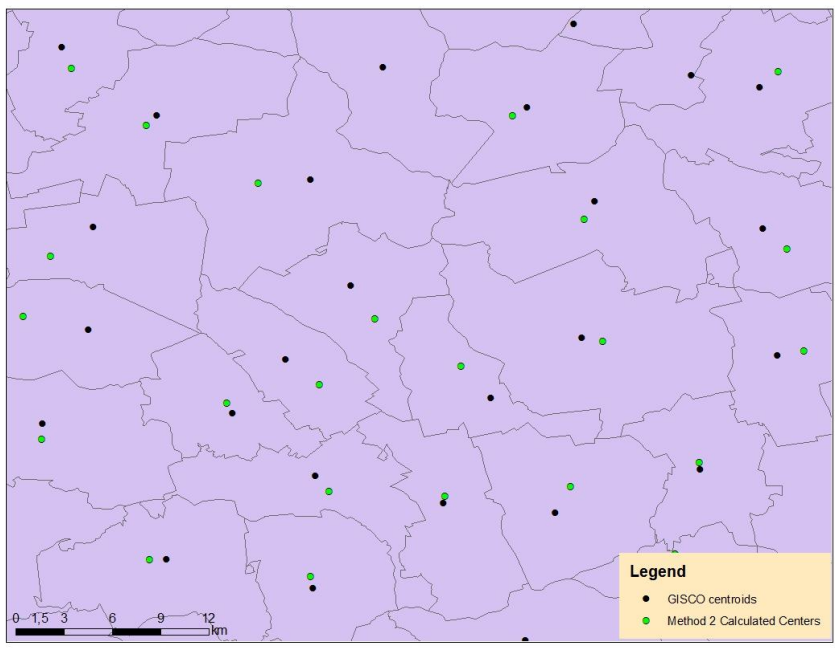 Legend
GISCO centroids
Method 2 Calculated Centers
0 1,5 3 6 9 12
km